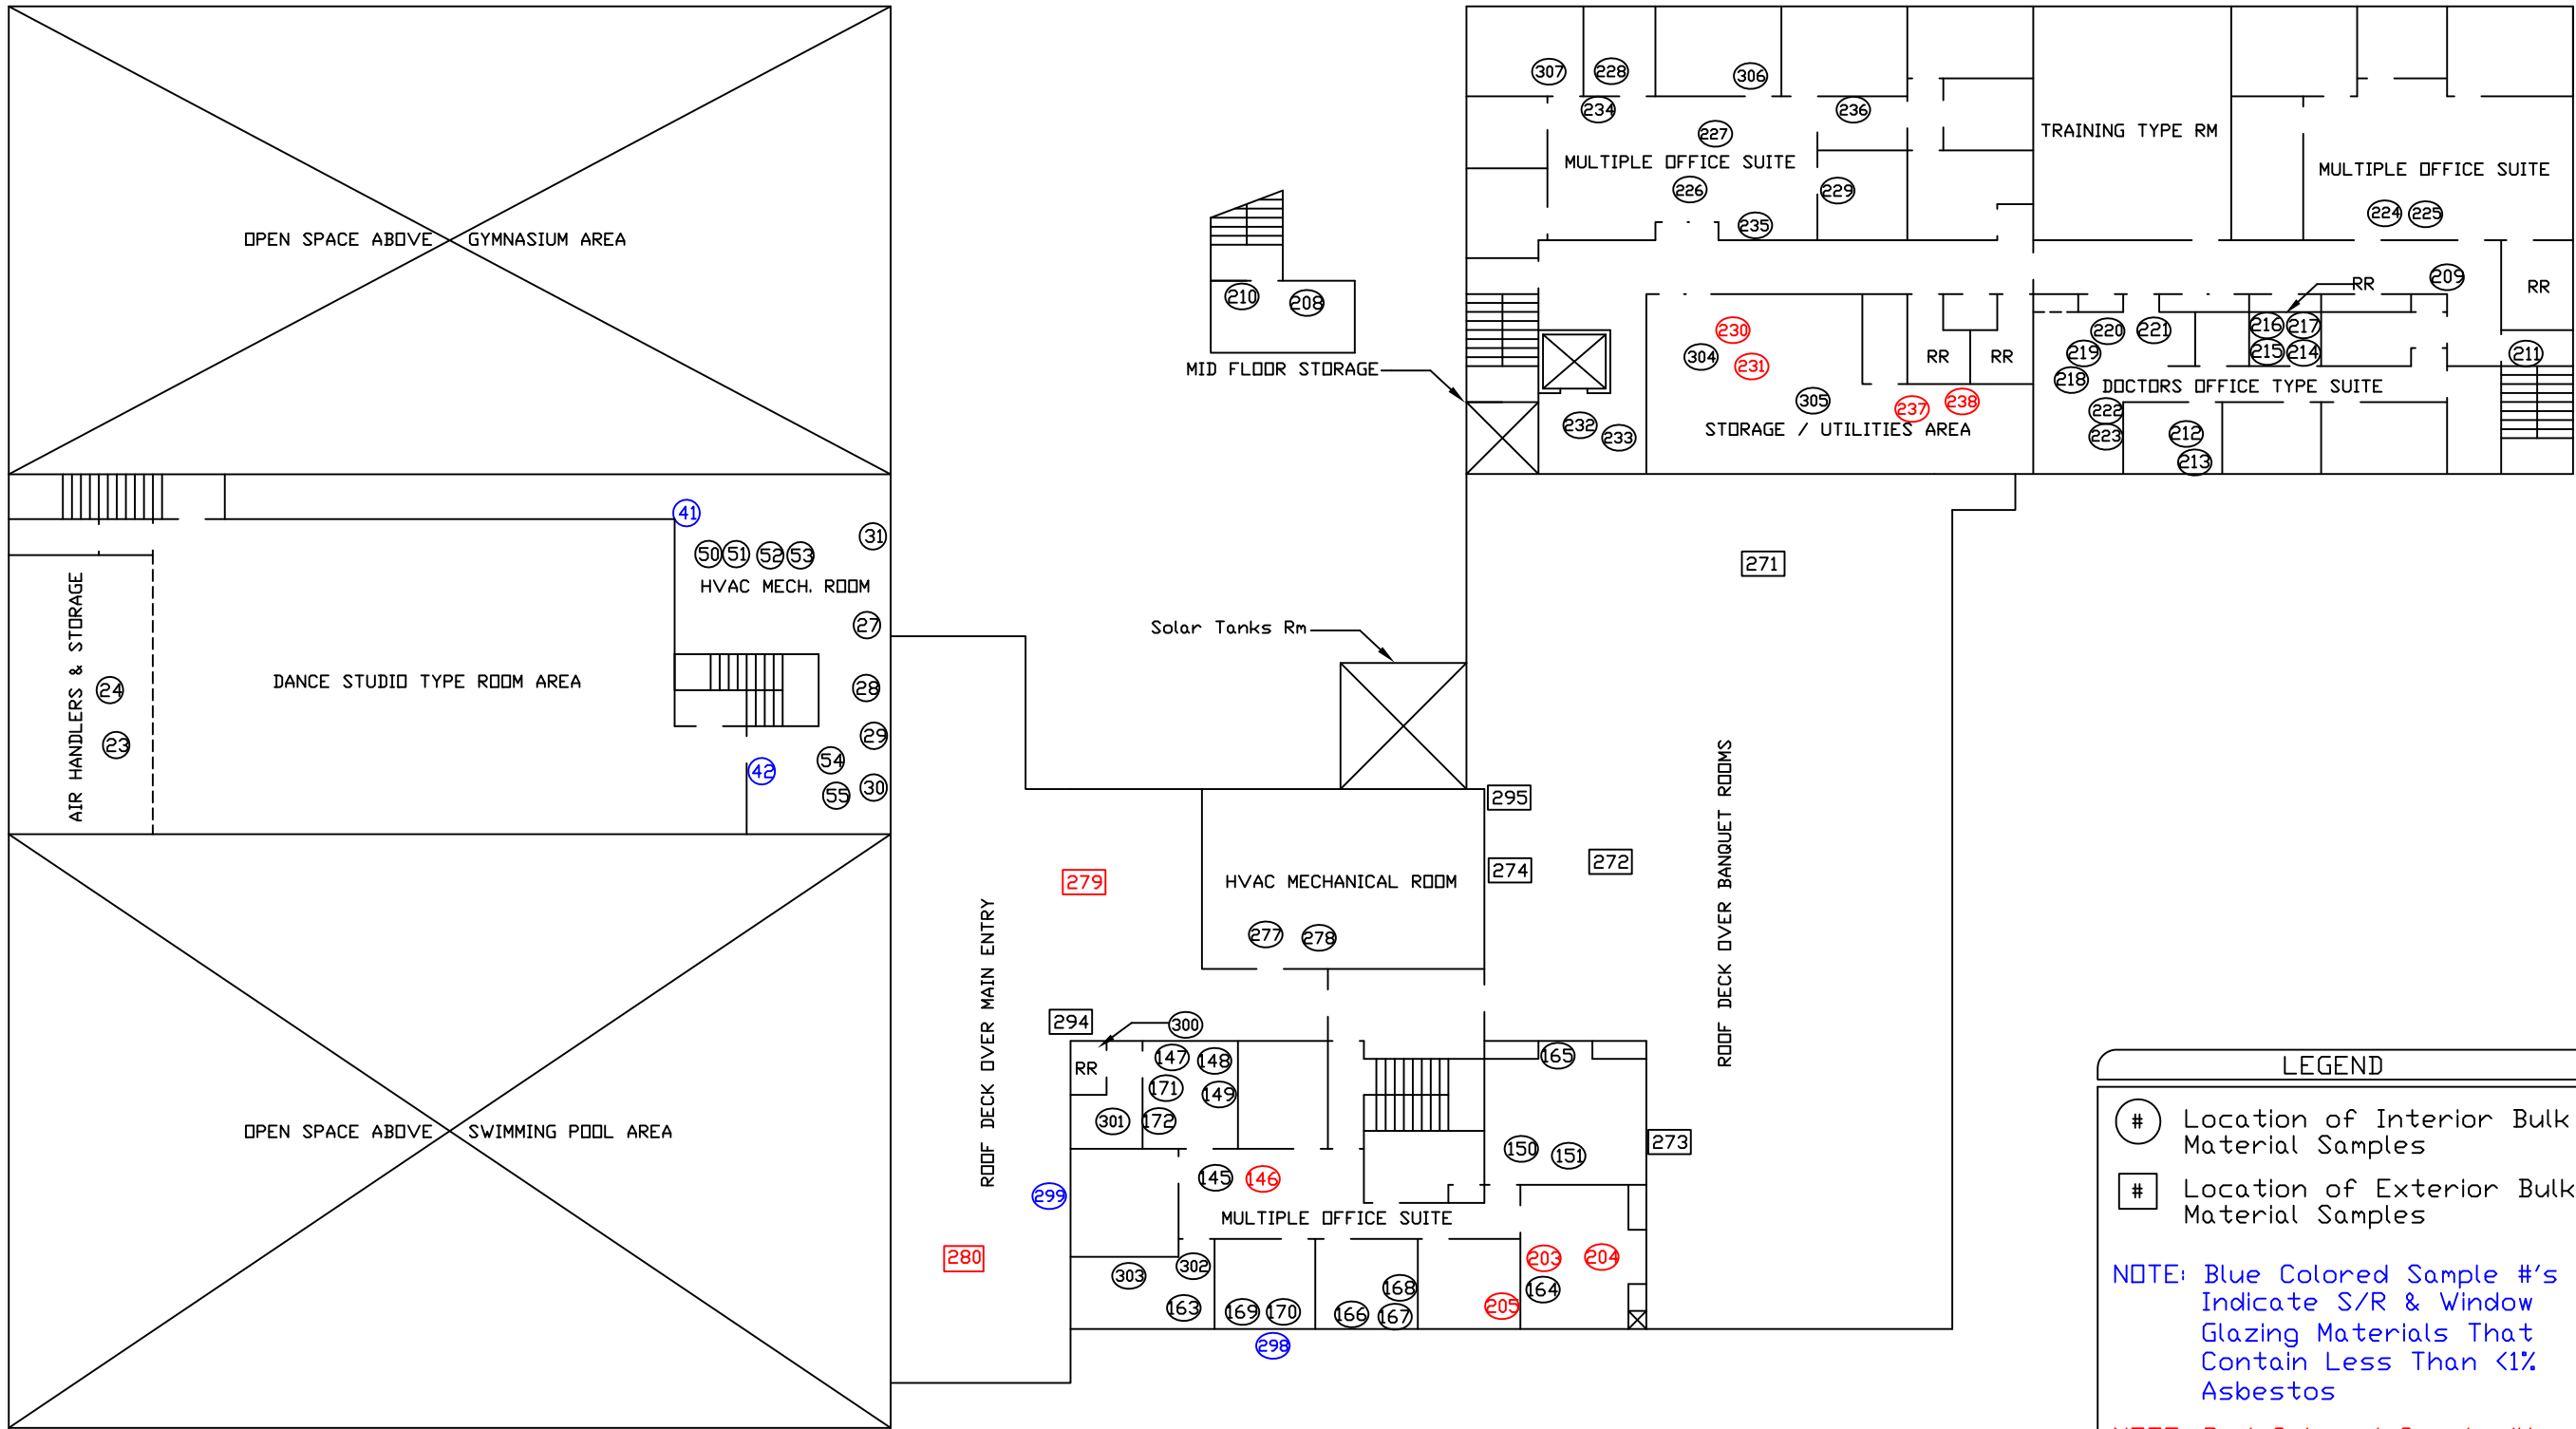 307
228
306
234
236
227
TRAINING TYPE RM
MULTIPLE OFFICE SUITE
MULTIPLE OFFICE SUITE
226
229
224
225
235
OPEN SPACE ABOVE
GYMNASIUM AREA
209
RR
RR
210
208
216
217
220
221
230
304
RR
RR
219
215
214
211
231
MID FLOOR STORAGE
218
DOCTORS OFFICE TYPE SUITE
305
237
238
222
232
STORAGE / UTILITIES AREA
233
223
212
213
41
31
50
51
52
53
HVAC MECH. ROOM
271
27
Solar Tanks Rm
AIR HANDLERS & STORAGE
24
DANCE STUDIO TYPE ROOM AREA
28
23
29
54
42
30
55
295
ROOF DECK OVER BANQUET ROOMS
279
HVAC MECHANICAL ROOM
274
272
277
278
ROOF DECK OVER MAIN ENTRY
294
300
RR
147
148
165
171
149
301
172
OPEN SPACE ABOVE
SWIMMING POOL AREA
150
151
273
145
146
299
MULTIPLE OFFICE SUITE
280
303
302
203
204
168
164
163
169
170
166
167
205
298
LEGEND
# Location of Interior Bulk
Material Samples
# Location of Exterior Bulk
Material Samples
NOTE: Blue Colored Sample #'s
Indicate S/R & Window
Glazing Materials That
Contain Less Than <1%
Asbestos